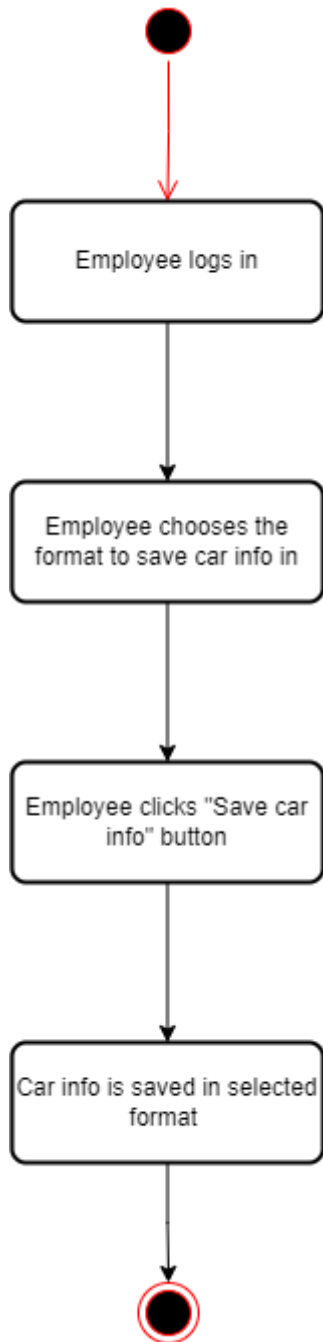 Employee logs in
Employee chooses the
format to save car info in
Employee clicks "Save car
info" button
Car info is saved in selected
format